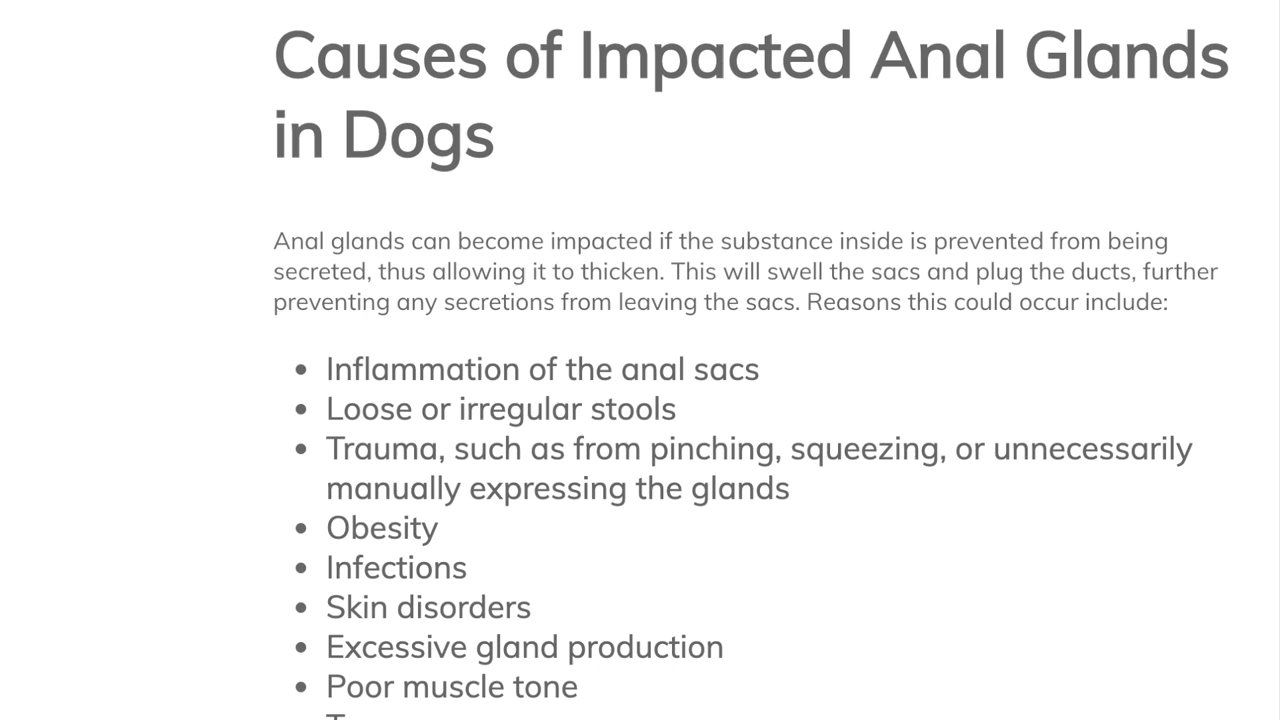 Causes of Impacted Anal Glands
in Dogs
Anal glands can become impacted if the substance inside is prevented from being
secreted, thus allowing it to thicken. This will swell the sacs and plug the ducts, further
preventing any secretions from leaving the sacs. Reasons this could occur include:
• Inflammation of the anal sacs
• Loose or irregular stools
• Trauma, such as from pinching, squeezing, or unnecessarily
manually expressing the glands
• Obesity
• Infections
• Skin disorders
• Excessive gland production
• Poor muscle tone